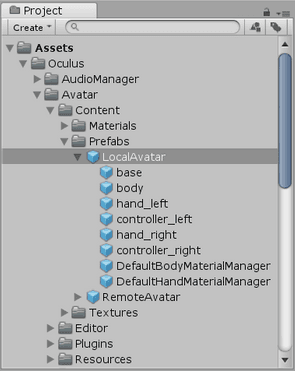 Project
Create
Assets
Oculus
AudioManager
Avatar
Content
Materials
Prefabs
LocalAvatar
base
body
hand_left
controller_left
hand_right
controller_right
DefaultBodyMaterialManager
DefaultHandMaterialManager
RemoteAvatar
Textures
Editor
Plugins
Resources